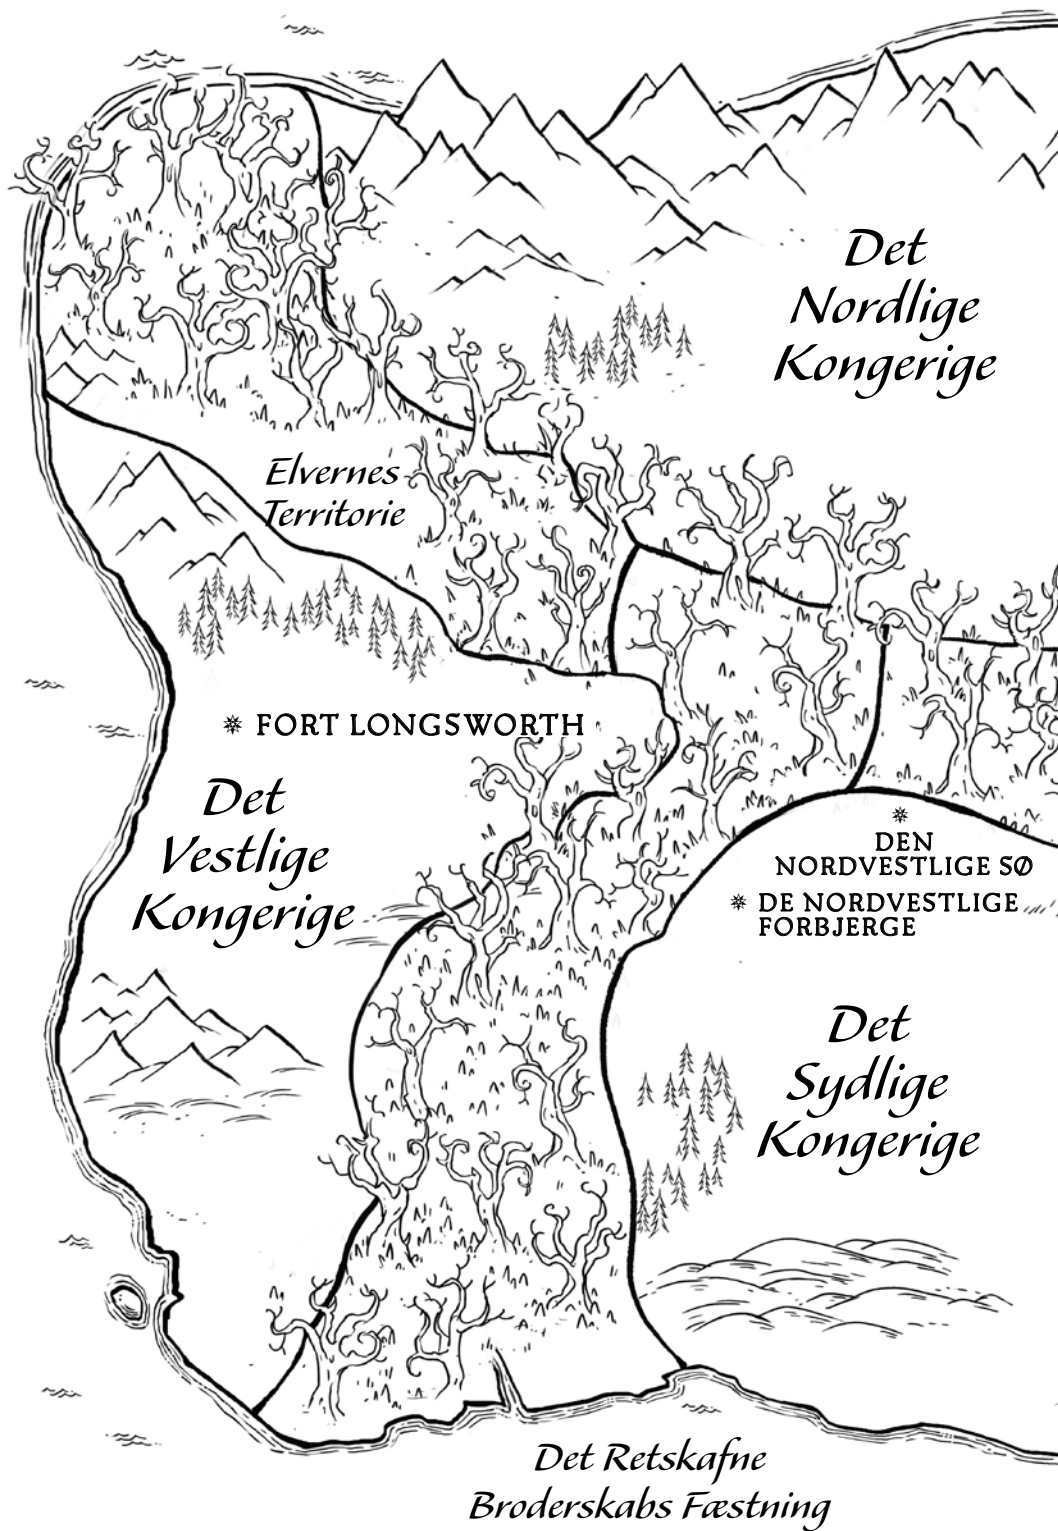 Det
Nordlige
Kongerige
Elvernes
Territorie
FORT LONGSWORTH
Det
Vestlige
Kongerige
DEN
NORDVESTLIGE SØ
DE NORDVESTLIGE
FORBJERGE
Det
Sydlige
Kongerige
Det Retskafne
Broderskabs Fæstning